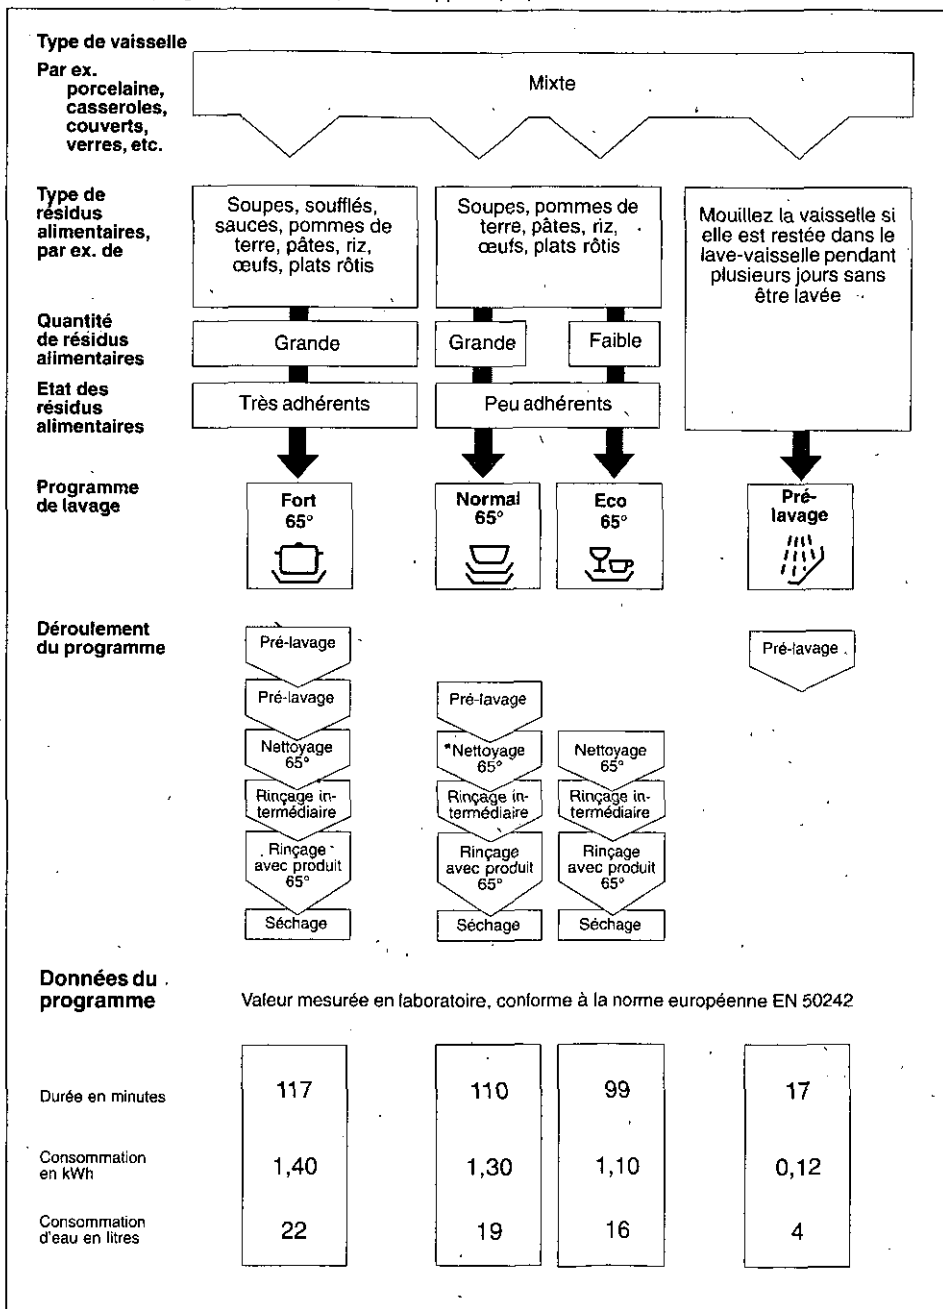 Type de vaisselle
Par ex.
porcelaine,
casseroles,
couverts,
verres, etc.
Mixte
Type de
résidus
alimentaires,
par ex. de
Soupes, soufflés,
sauces, pommes de
terre, pâtes, riz,
œufs, plats rôtis
Soupes, pommes de
terre, pâtes, riz,
œufs, plats rôtis
Mouillez la vaisselle si
elle est restée dans le
lave-vaisselle pendant
plusieurs jours sans
être lavée
Quantité
de résidus
alimentaires
Grande
Grande
Faible
Etat des
résidus
alimentaires
Très adhérents
Peu adhérents
Programme
de lavage
Fort
65°
Normal
65°
Eco
65°
Pré-
lavage
Déroulement
du programme
Pré-lavage
Pré-lavage
Pré-lavage
Pré-lavage
Nettoyage
65°
Nettoyage
65°
Nettoyage
65°
Rinçage in-
termédiaire
Rinçage in-
termédiaire
Rinçage in-
termédiaire
Rinçage
avec produit
65°
Rinçage
avec produit
65°
Rinçage
avec produit
65°
Séchage
Séchage
Séchage
Données du
programme
Valeur mesurée en laboratoire, conforme à la norme européenne EN 50242
Durée en minutes
117
110
99
17
Consommation
en kWh
1,40
1,30
1,10
0,12
Consommation
d'eau en litres
22
19
16
4